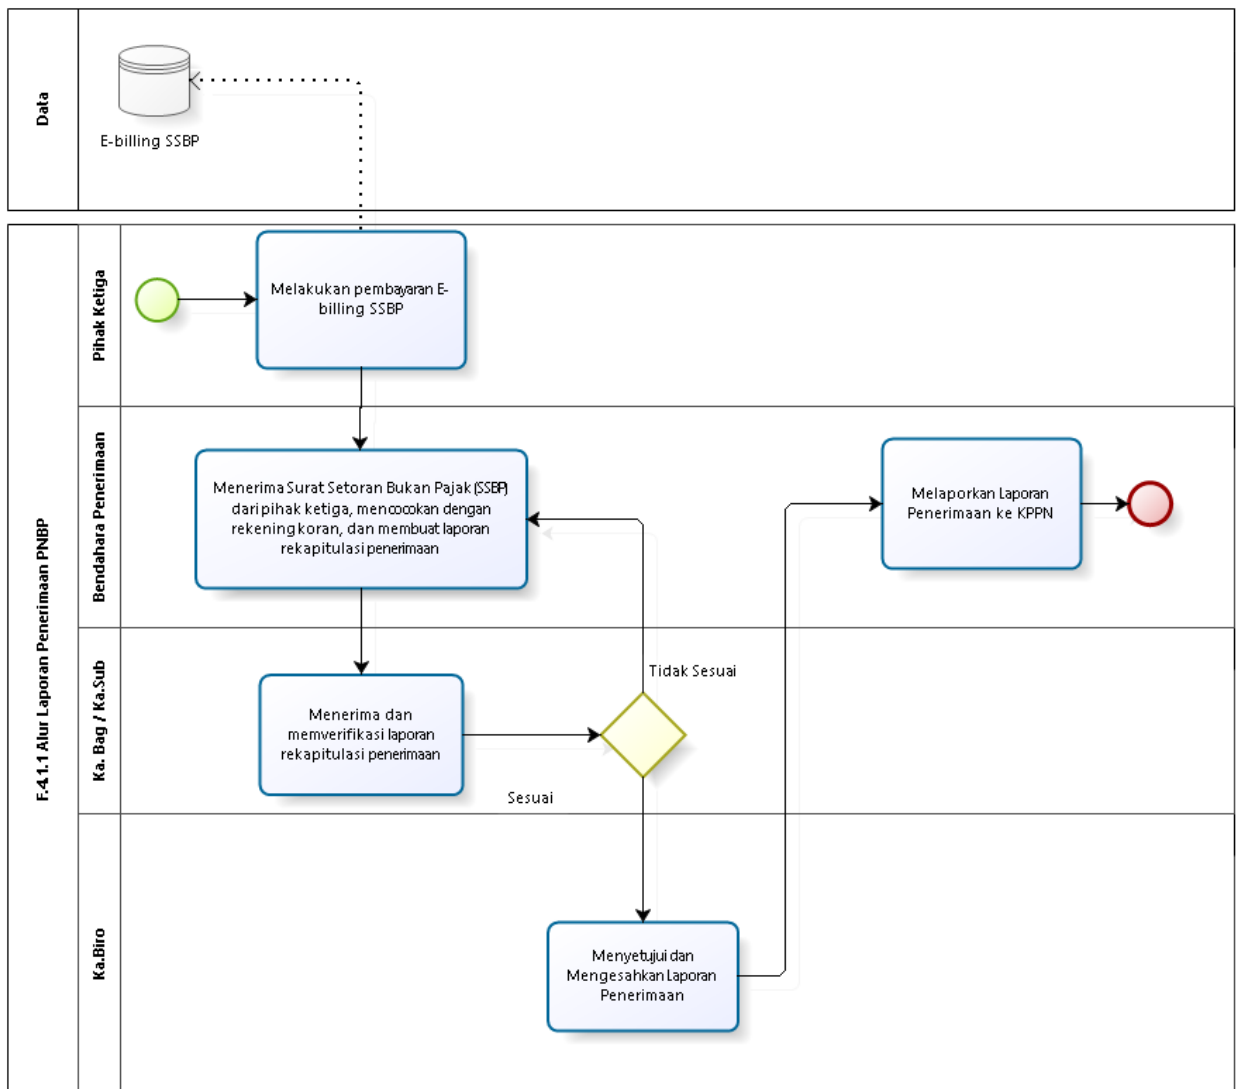 Data
E-billing SSBP
F.4.1.1 Alur Laporan Penerimaan PNBP
Pihak Ketiga
Melakukan pembayaran E-
billing SSBP
Bendahara Penerimaan
Menerima Surat Setoran Bukan Pajak (SSBP)
dari pihak ketiga, mencocokan dengan
rekening koran, dan membuat laporan
rekapitulasi penerimaan
Melaporkan Laporan
Penerimaan ke KPPN
Ka. Bag / Ka.Sub
Menerima dan
memverifikasi laporan
rekapitulasi penerimaan
Tidak Sesuai
Sesuai
Ka.Biro
Menyetujui dan
Mengesahkan Laporan
Penerimaan